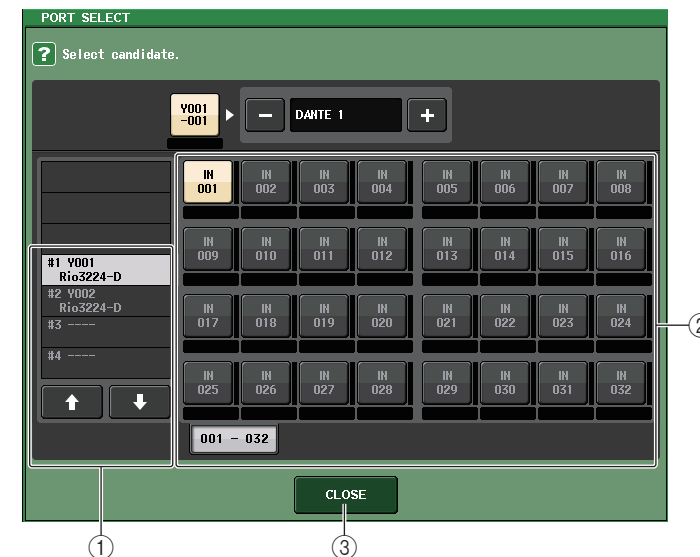 PORT SELECT
? Select candidate.
Y001
-001
− DANTE 1 +
IN
001
IN
002
IN
003
IN
004
IN
005
IN
006
IN
007
IN
008
IN
009
IN
010
IN
011
IN
012
IN
013
IN
014
IN
015
IN
016
#1 Y001
Rio3224-D
#2 Y002
Rio3224-D
#3 ----
#4 ----
IN
017
IN
018
IN
019
IN
020
IN
021
IN
022
IN
023
IN
024
②
IN
025
IN
026
IN
027
IN
028
IN
029
IN
030
IN
031
IN
032
001 - 032
CLOSE
①
③